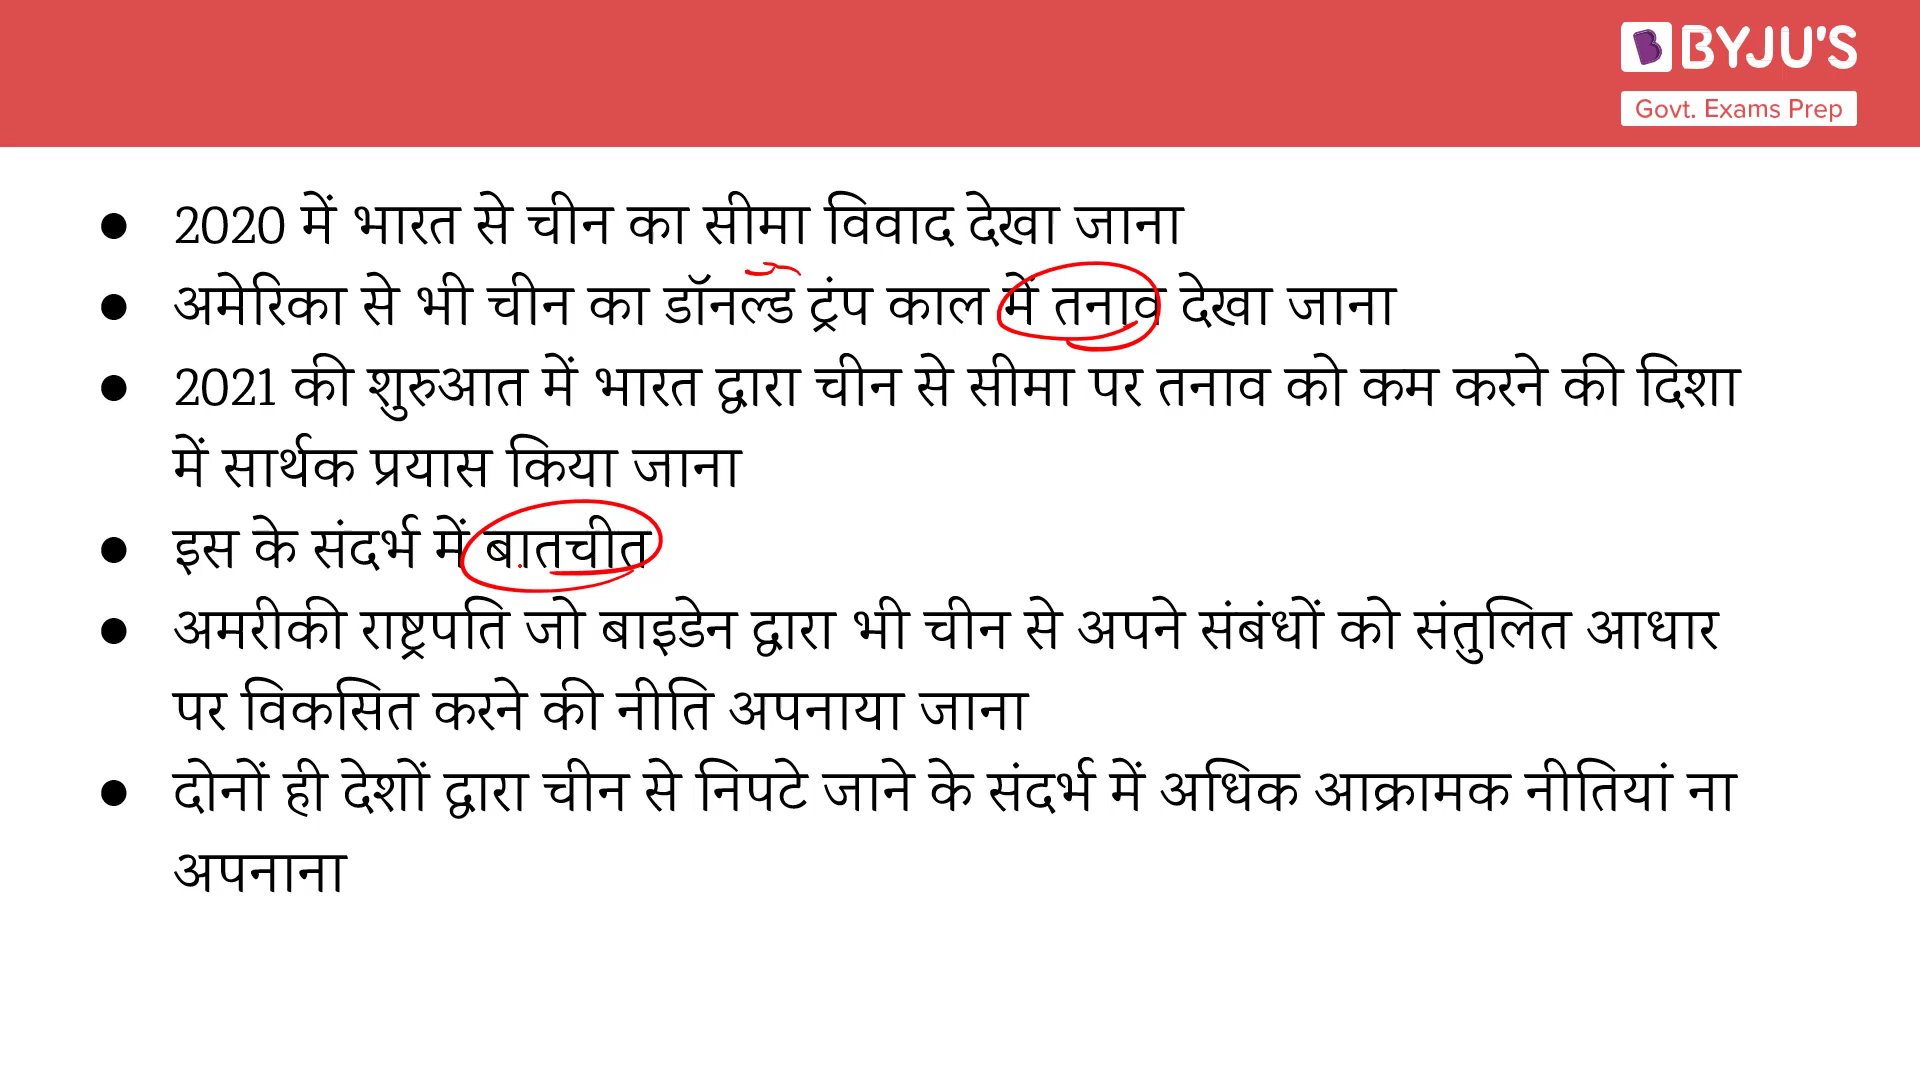 BYJU'S
Govt. Exams Prep
● 2020 में भारत से चीन का सीमा विवाद देखा जाना
● अमेरिका से भी चीन का डॉनल्ड ट्रंप काल में तनाव देखा जाना
● 2021 की शुरुआत में भारत द्वारा चीन से सीमा पर तनाव को कम करने की दिशा
में सार्थक प्रयास किया जाना
● इस के संदर्भ में बातचीत
● अमरीकी राष्ट्रपति जो बाइडेन द्वारा भी चीन से अपने संबंधों को संतुलित आधार
पर विकसित करने की नीति अपनाया जाना
● दोनों ही देशों द्वारा चीन से निपटे जाने के संदर्भ में अधिक आक्रामक नीतियां ना
अपनाना